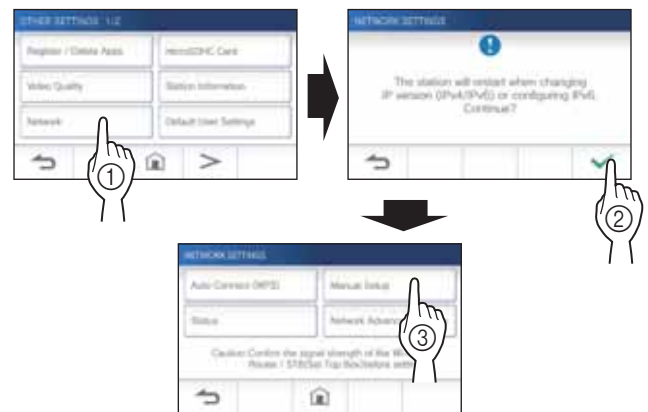 OTHER SETTINGS 1/2
Register / Delete Apps
microSDHC Card
Video Quality
Station Information
Network
Default User Settings
1
NETWORK SETTINGS
The station will restart when changing
IP version (IPv4/IPv6) or configuring IPv6.
Continue?
2
NETWORK SETTINGS
Auto Connect (WPS)
Manual Setup
Status
Network Advanced
3
Caution: Confirm the signal strength of the
Router / STB(Set Top Box) before